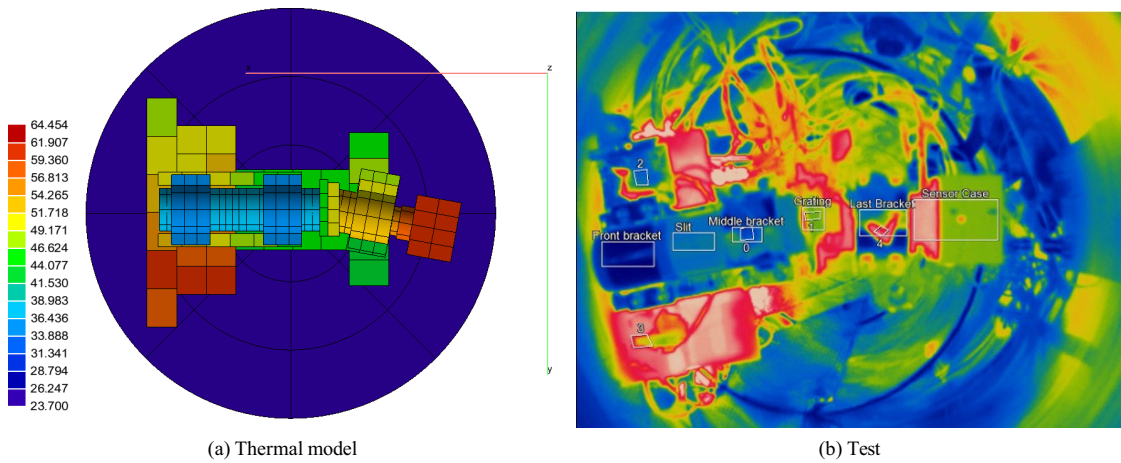 64.454
61.907
59.360
56.813
54.265
51.718
49.171
46.624
44.077
41.530
38.983
36.436
33.888
31.341
28.794
26.247
23.700
x
z
y
2
Grating
Sensor Case
Last Bracket
Middle bracket
Slit
Front bracket
0
4
3
(a) Thermal model
(b) Test